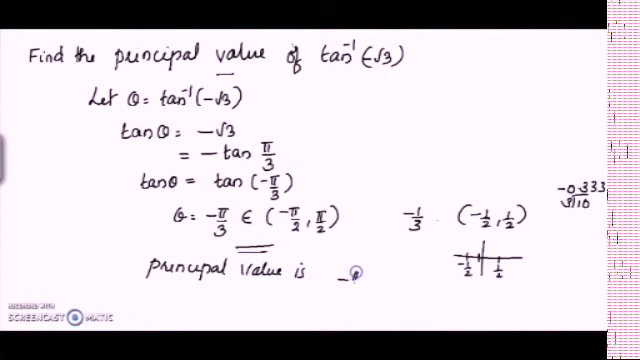 Find the principal value of tan⁻¹(-√3)
Let θ = tan⁻¹(-√3)
tanθ = -√3
= - tan π/3
tanθ = tan(-π/3)
θ = -π/3 ∈ (-π/2, π/2)
-1/3 . (-1/2, 1/2)
-0.333
3)10
-1/2 1/2
Principal value is -π
RECORDED WITH
SCREENCAST MATIC